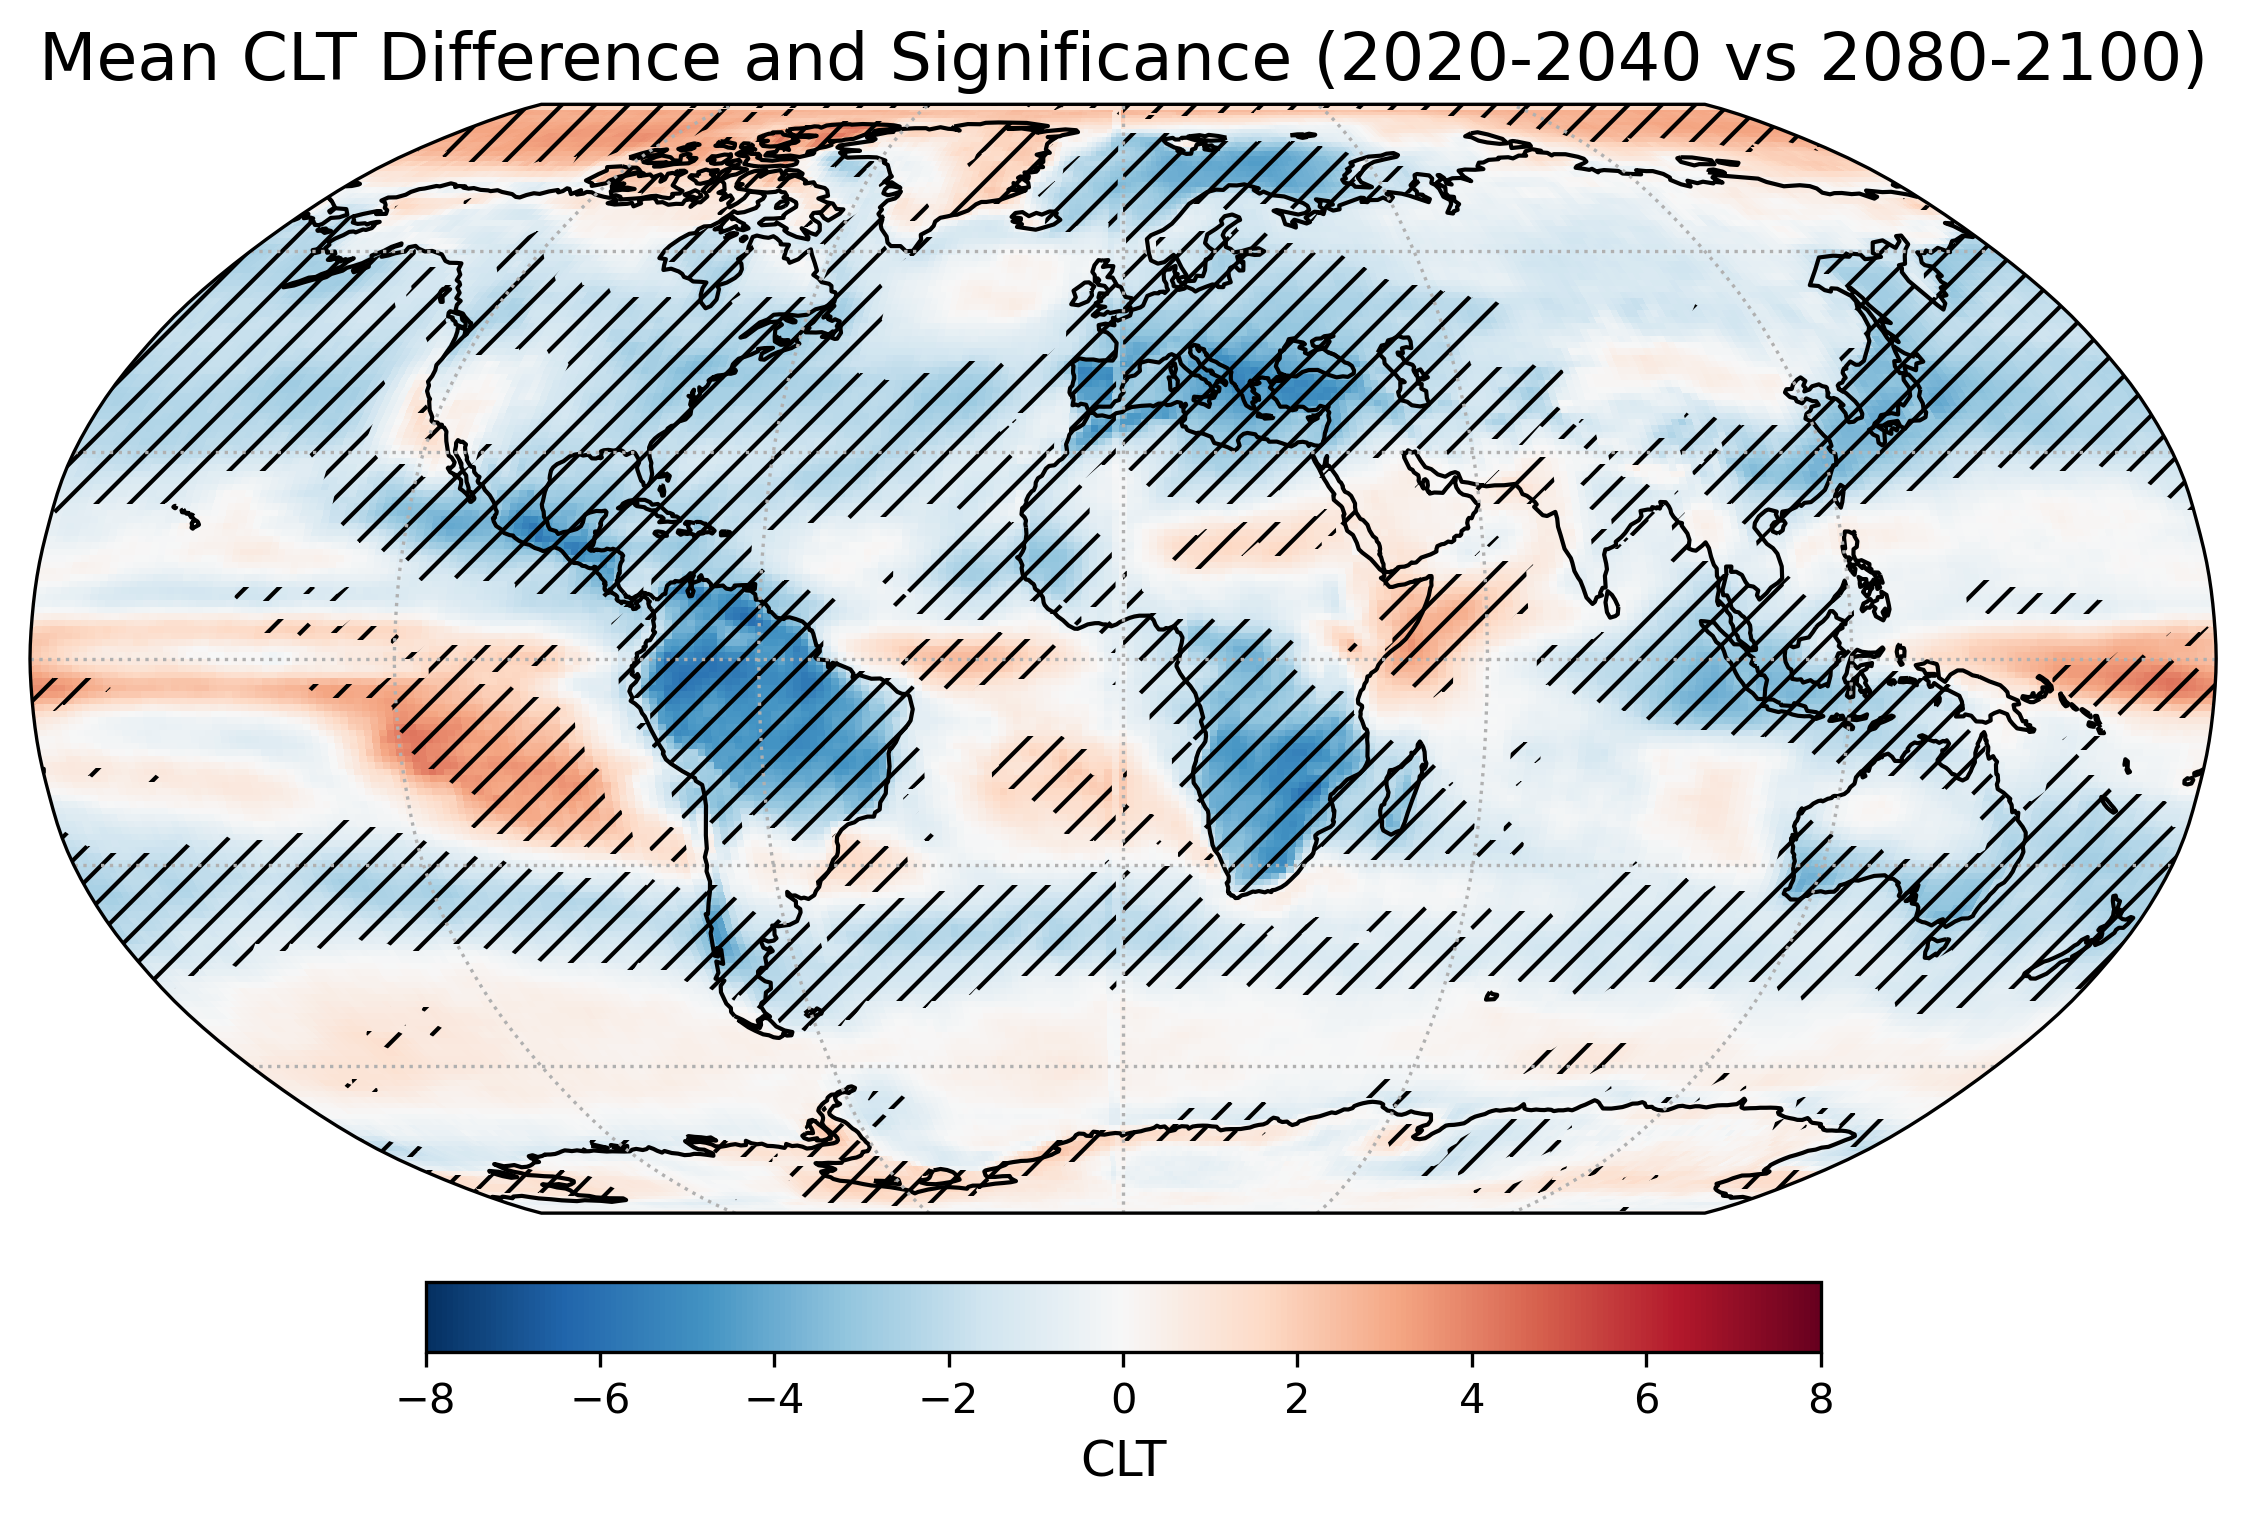 Mean CLT Difference and Significance (2020-2040 vs 2080-2100)
−8 −6 −4 −2 0 2 4 6 8
CLT